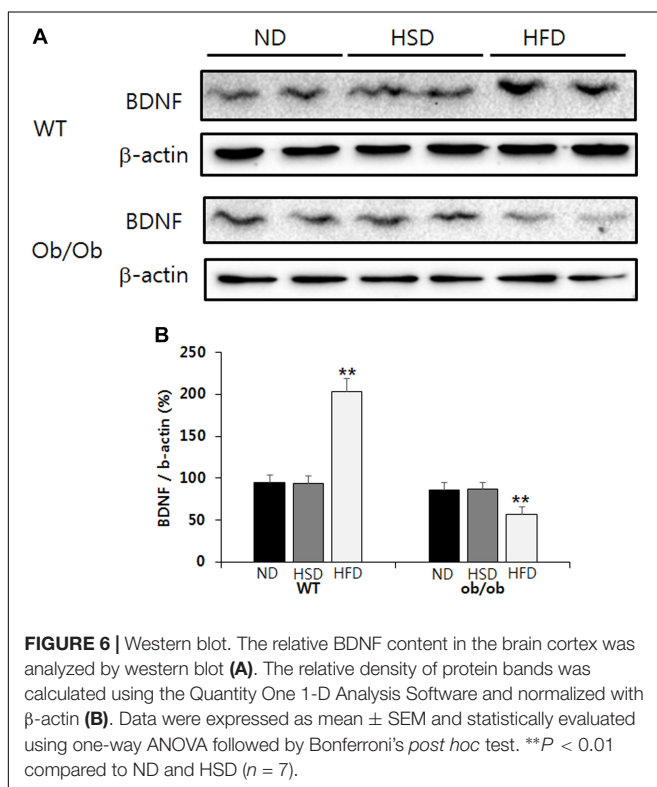 A
ND HSD HFD
BDNF
WT
β-actin
BDNF
Ob/Ob
β-actin
B
250
200
150
100
50
0
BDNF / b-actin (%)
**
**
ND HSD HFD ND HSD HFD
WT ob/ob
FIGURE 6 | Western blot. The relative BDNF content in the brain cortex was
analyzed by western blot (A). The relative density of protein bands was
calculated using the Quantity One 1-D Analysis Software and normalized with
β-actin (B). Data were expressed as mean ± SEM and statistically evaluated
using one-way ANOVA followed by Bonferroni's post hoc test. **P < 0.01
compared to ND and HSD (n = 7).